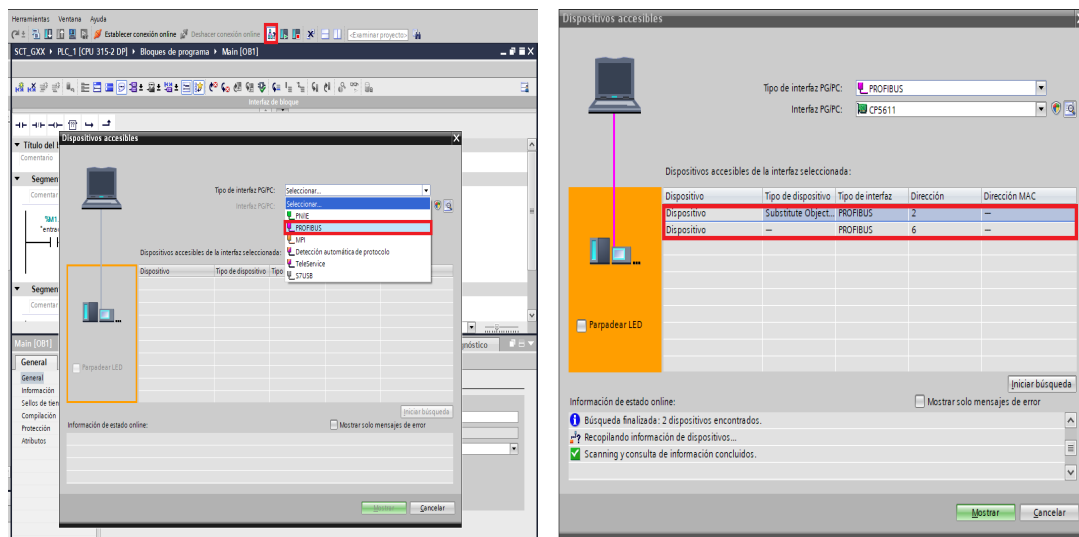 Herramientas Ventana Ayuda
Establecer conexión online Deshacer conexión online <Examinar proyecto>
SCT_GXX PLC_1 [CPU 315-2 DP] Bloques de programa Main [OB1]
Interfaz de bloque
Título del
Comentario
Segmen
Comentar
%M1.
"entra
Segmen
Comentar
Dispositivos accesibles
Tipo de interfaz PG/PC: Seleccionar...
Interfaz PG/PC:
Seleccionar...
PN/IE
PROFIBUS
MPI
Detección automática de protocolo
TeleService
S7USB
Dispositivos accesibles de la interfaz seleccionada:
Dispositivo Tipo de dispositivo Tipo
Parpadear LED
Iniciar búsqueda
Información de estado online: Mostrar solo mensajes de error
Mostrar Cancelar
Main [OB1]
nóstico
General
General
Información
Sellos de tien
Compilación
Protección
Atributos
Dispositivos accesibles
Tipo de interfaz PG/PC: PROFIBUS
Interfaz PG/PC: CP5611
Dispositivos accesibles de la interfaz seleccionada:
Dispositivo Tipo de dispositivo Tipo de interfaz Dirección Dirección MAC
Dispositivo Substitute Object... PROFIBUS 2 —
Dispositivo — PROFIBUS 6 —
Parpadear LED
Iniciar búsqueda
Información de estado online: Mostrar solo mensajes de error
Búsqueda finalizada: 2 dispositivos encontrados.
Recopilando información de dispositivos...
Scanning y consulta de información concluidos.
Mostrar Cancelar